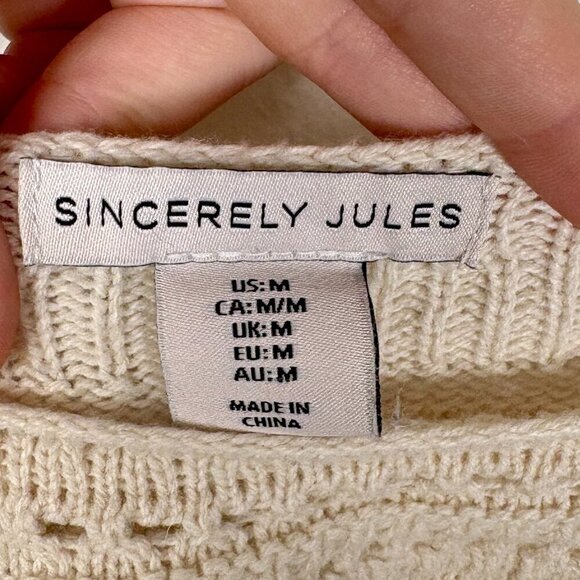 SINCERELY JULES
US:M
CA:M/M
UK:M
EU:M
AU:M
MADE IN
CHINA